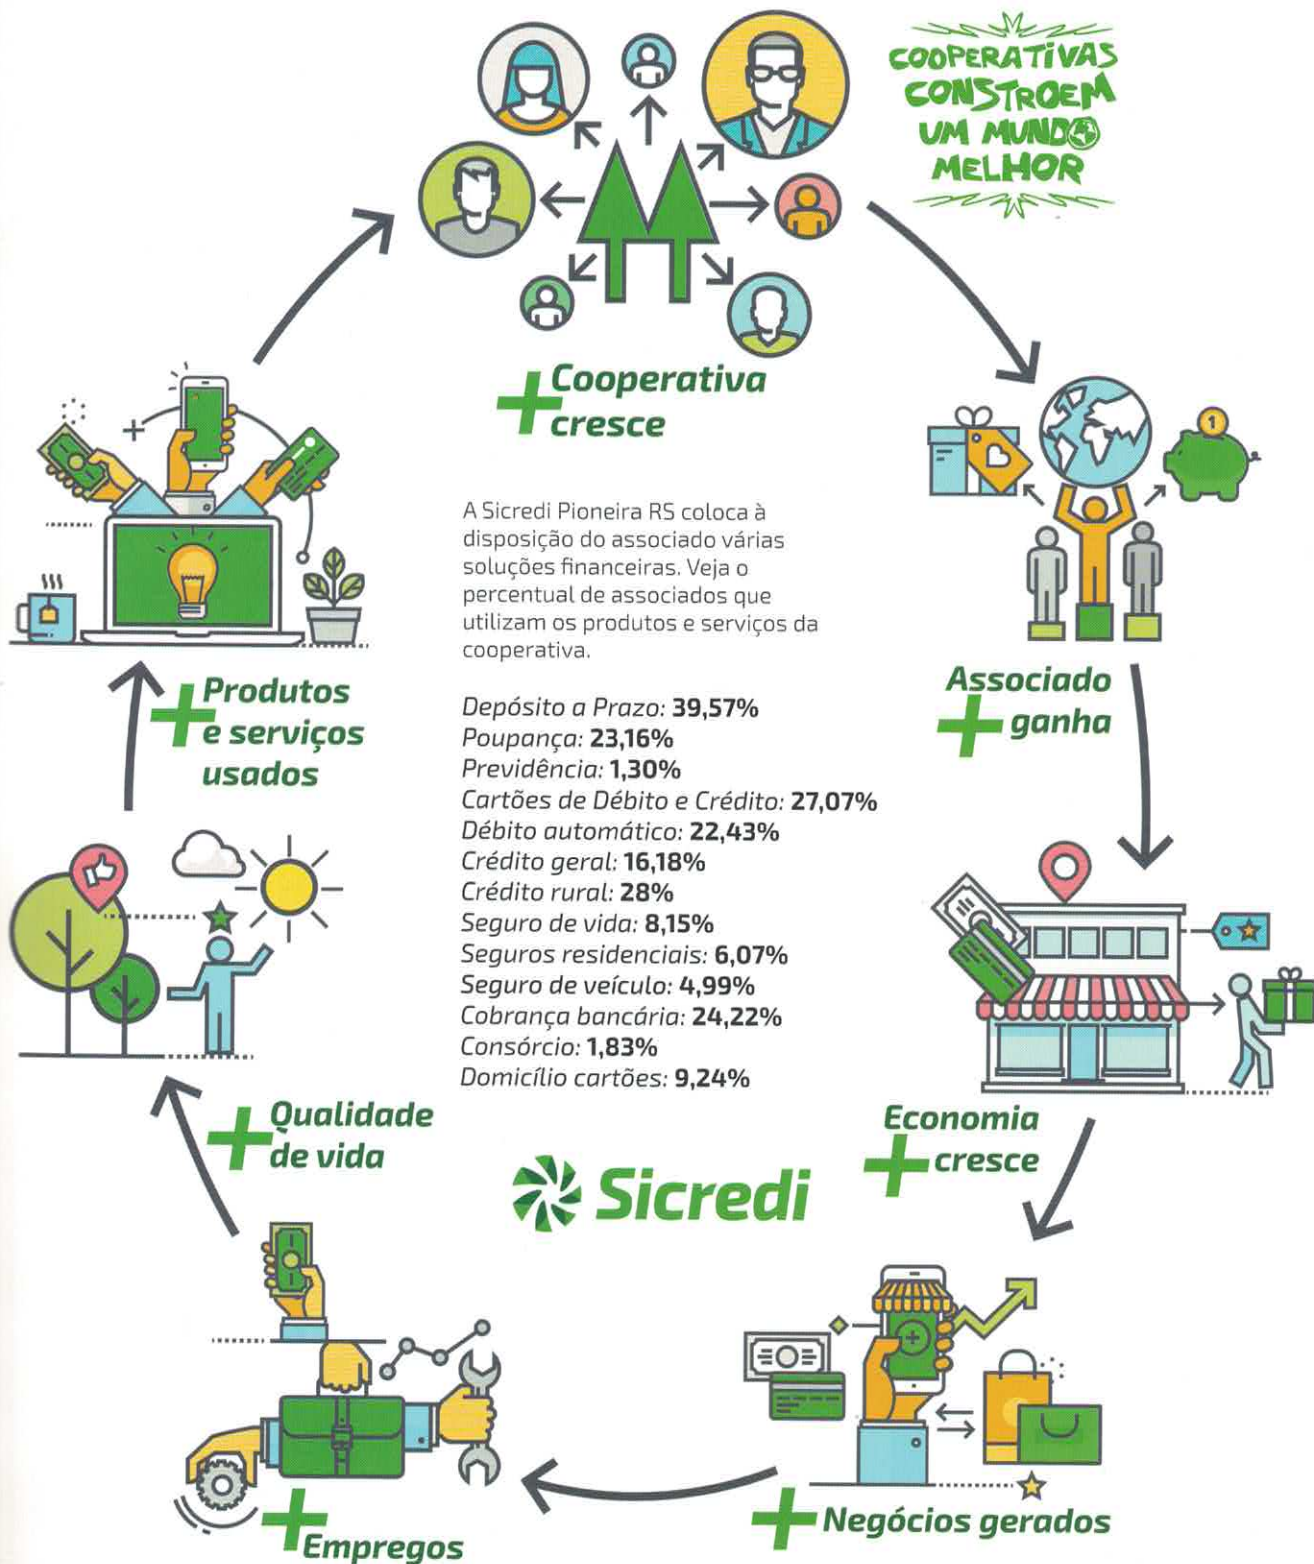 COOPERATIVAS
CONSTROEM
UM MUNDO
MELHOR
+ Cooperativa
cresce
1
A Sicredi Pioneira RS coloca à
disposição do associado várias
soluções financeiras. Veja o
percentual de associados que
utilizam os produtos e serviços da
cooperativa.
Depósito a Prazo: 39,57%
Poupança: 23,16%
Previdência: 1,30%
Cartões de Débito e Crédito: 27,07%
Débito automático: 22,43%
Crédito geral: 16,18%
Crédito rural: 28%
Seguro de vida: 8,15%
Seguros residenciais: 6,07%
Seguro de veículo: 4,99%
Cobrança bancária: 24,22%
Consórcio: 1,83%
Domicílio cartões: 9,24%
Associado
+ ganha
Economia
+ cresce
+ Negócios gerados
+ Empregos
+ Qualidade
de vida
+ Produtos
e serviços
usados
Sicredi